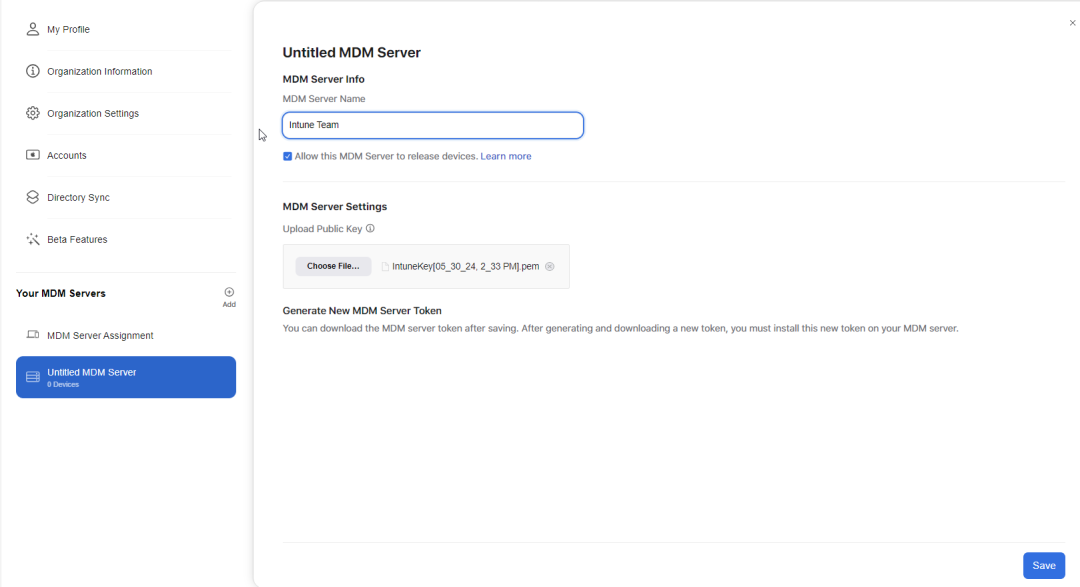 My Profile
Organization Information
Organization Settings
Accounts
Directory Sync
Beta Features
Your MDM Servers
Add
MDM Server Assignment
Untitled MDM Server
0 Devices
Untitled MDM Server
MDM Server Info
MDM Server Name
Intune Team
Allow this MDM Server to release devices. Learn more
MDM Server Settings
Upload Public Key
Choose File... IntuneKey[05_30_24, 2_33 PM].pem
Generate New MDM Server Token
You can download the MDM server token after saving. After generating and downloading a new token, you must install this new token on your MDM server.
Save